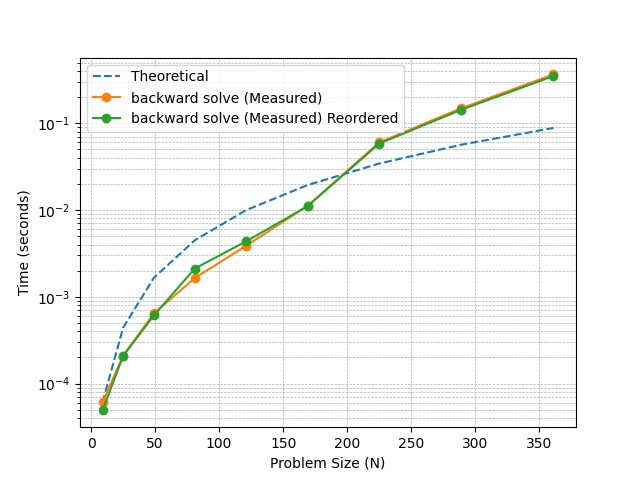 Theoretical
backward solve (Measured)
backward solve (Measured) Reordered
Time (seconds)
10⁻¹
10⁻²
10⁻³
10⁻⁴
0 50 100 150 200 250 300 350
Problem Size (N)